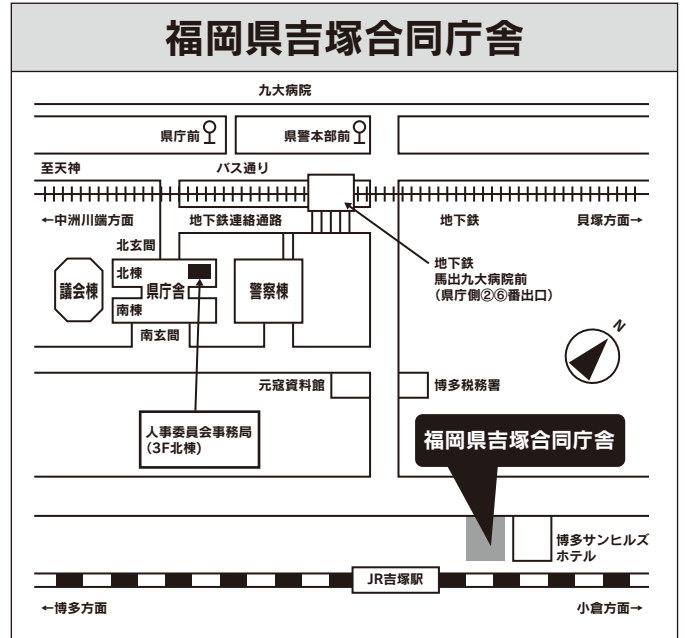 福岡県吉塚合同庁舎
九大病院
県庁前
県警本部前
至天神
バス通り
←中洲川端方面
地下鉄連絡通路
地下鉄
貝塚方面→
北玄関
地下鉄
馬出九大病院前
（県庁側②⑥番出口）
北棟
議会棟
県庁舎
警察棟
南棟
南玄関
N
元寇資料館
博多税務署
人事委員会事務局
（3F北棟）
福岡県吉塚合同庁舎
博多サンヒルズ
ホテル
JR吉塚駅
←博多方面
小倉方面→